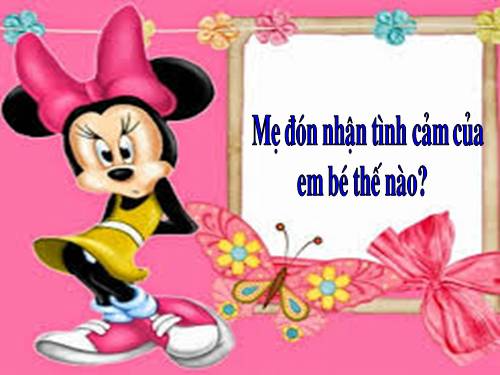 Mẹ đón nhận tình cảm của
em bé thế nào?